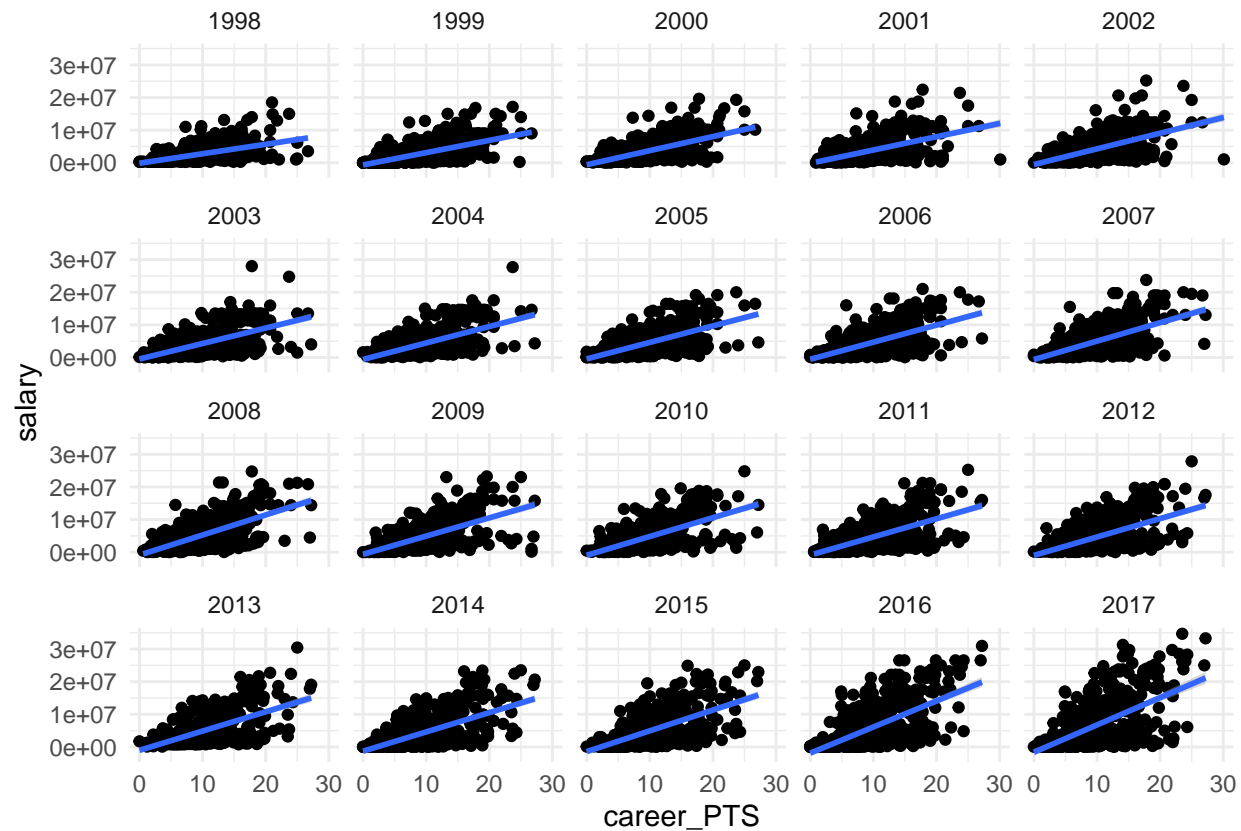 1998 1999 2000 2001 2002
3e+07
2e+07
1e+07
0e+00
2003 2004 2005 2006 2007
3e+07
2e+07
1e+07
0e+00
salary
2008 2009 2010 2011 2012
3e+07
2e+07
1e+07
0e+00
2013 2014 2015 2016 2017
3e+07
2e+07
1e+07
0e+00
0 10 20 30 0 10 20 30 0 10 20 30 0 10 20 30 0 10 20 30
career_PTS